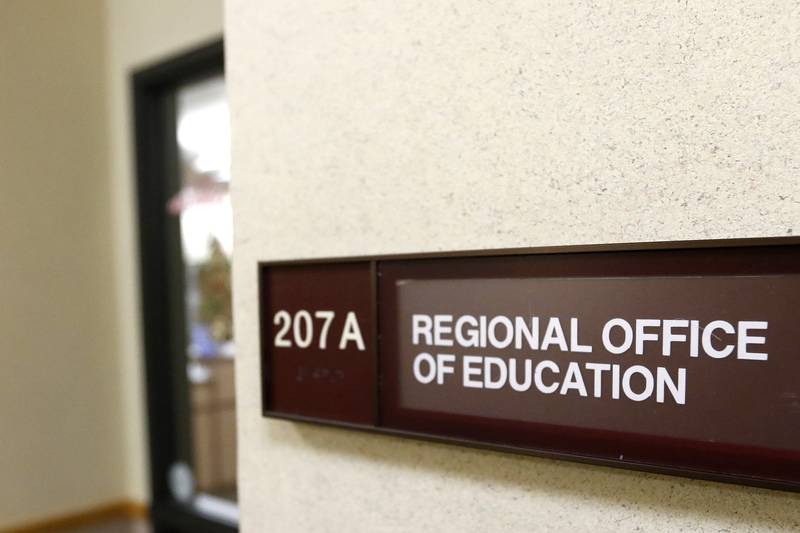 207A
REGIONAL OFFICE
OF EDUCATION